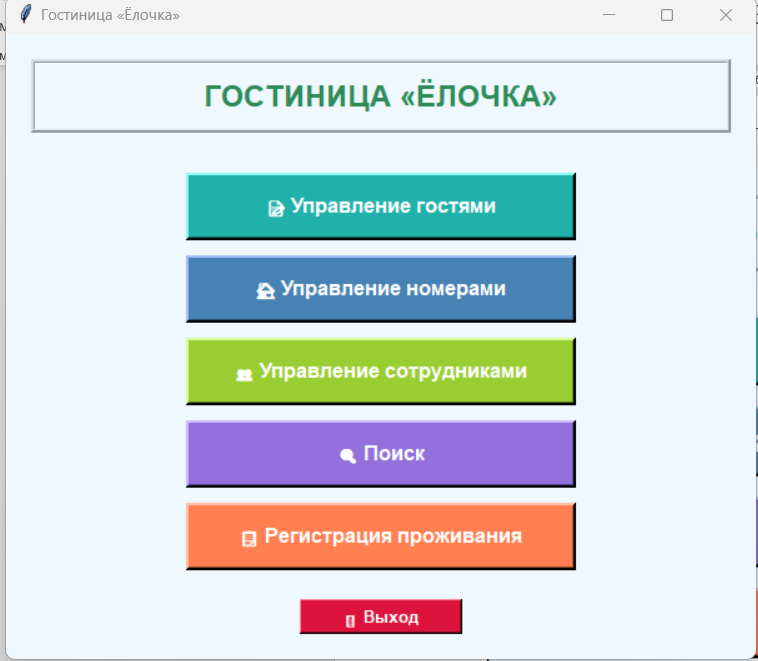 Гостиница «Ёлочка»
ГОСТИНИЦА «ЁЛОЧКА»
Управление гостями
Управление номерами
Управление сотрудниками
Поиск
Регистрация проживания
Выход